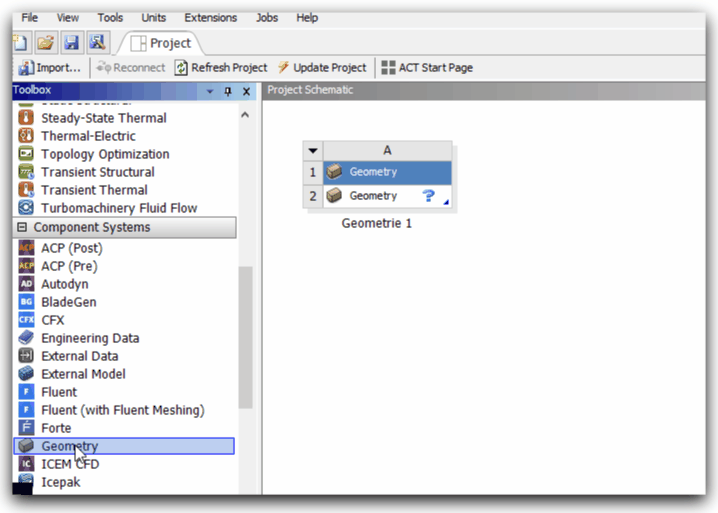 File View Tools Units Extensions Jobs Help
Project
Import... Reconnect Refresh Project Update Project ACT Start Page
Toolbox
Project Schematic
Steady-State Thermal
Thermal-Electric
Topology Optimization
Transient Structural
Transient Thermal
Turbomachinery Fluid Flow
Component Systems
ACP ACP (Post)
ACP ACP (Pre)
AD Autodyn
BG BladeGen
CFX CFX
Engineering Data
External Data
External Model
F Fluent
F Fluent (with Fluent Meshing)
F Forte
Geometry
IC ICEM CFD
Icepak
A
1 Geometry
2 Geometry ?
Geometrie 1